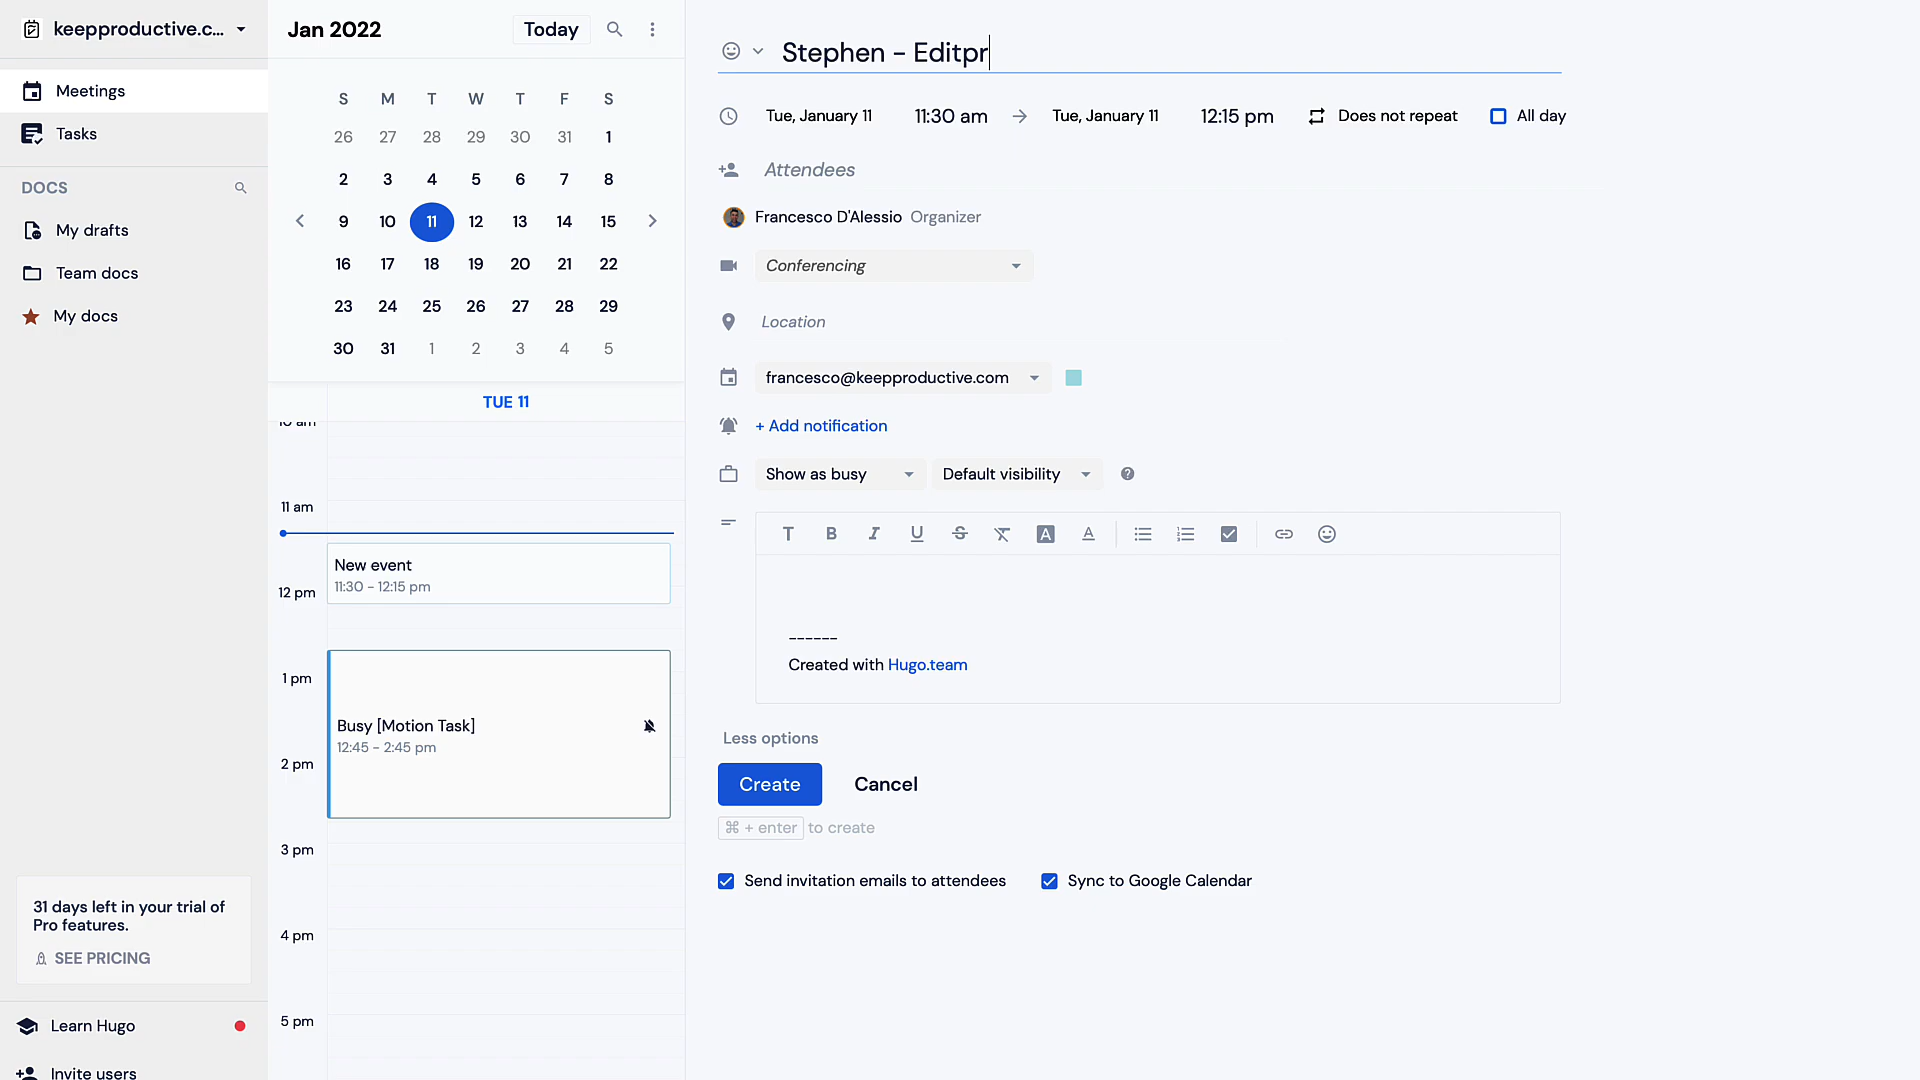 keepproductive.c...
Meetings
Tasks
DOCS
My drafts
Team docs
My docs
31 days left in your trial of
Pro features.
SEE PRICING
Learn Hugo
Invite users
Jan 2022
Today
S M T W T F S
26 27 28 29 30 31 1
2 3 4 5 6 7 8
9 10 11 12 13 14 15
16 17 18 19 20 21 22
23 24 25 26 27 28 29
30 31 1 2 3 4 5
TUE 11
10 am
11 am
New event
11:30 – 12:15 pm
12 pm
1 pm
Busy [Motion Task]
12:45 – 2:45 pm
2 pm
3 pm
4 pm
5 pm
Stephen – Editpr
Tue, January 11 11:30 am → Tue, January 11 12:15 pm Does not repeat All day
Attendees
Francesco D'Alessio Organizer
Conferencing
Location
francesco@keepproductive.com
+ Add notification
Show as busy Default visibility ?
T B I U S A A
------
Created with Hugo.team
Less options
Create Cancel
⌘ + enter to create
Send invitation emails to attendees Sync to Google Calendar